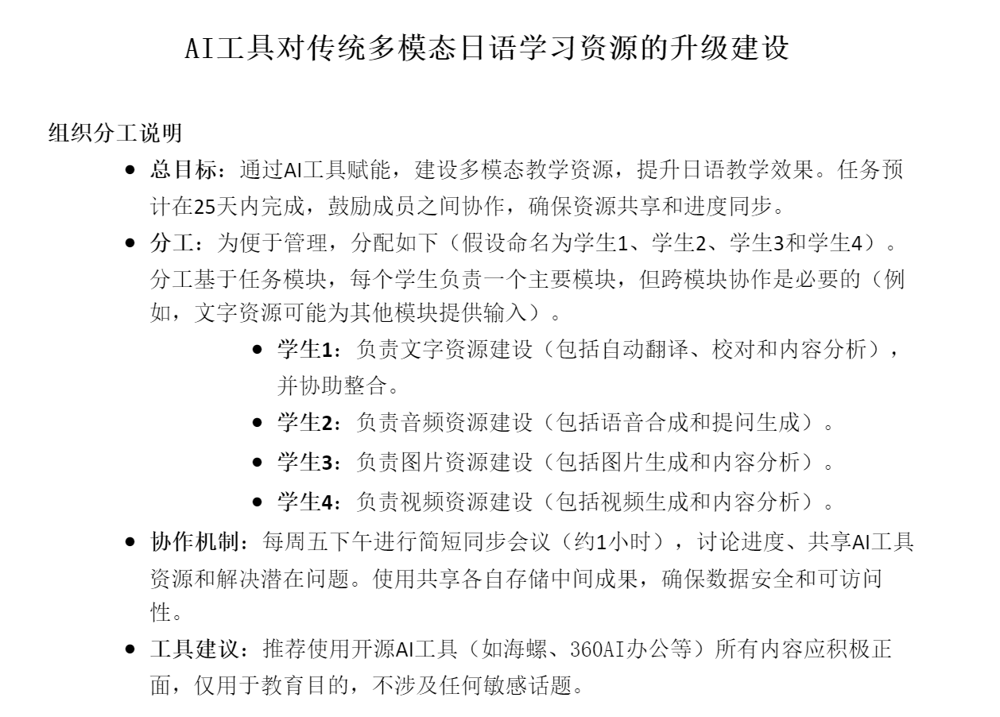 AI工具对传统多模态日语学习资源的升级建设
组织分工说明
● 总目标：通过AI工具赋能，建设多模态教学资源，提升日语教学效果。任务预
计在25天内完成，鼓励成员之间协作，确保资源共享和进度同步。
● 分工：为便于管理，分配如下（假设命名为学生1、学生2、学生3和学生4）。
分工基于任务模块，每个学生负责一个主要模块，但跨模块协作是必要的（例
如，文字资源可能为其他模块提供输入）。
● 学生1：负责文字资源建设（包括自动翻译、校对和内容分析），
并协助整合。
● 学生2：负责音频资源建设（包括语音合成和提问生成）。
● 学生3：负责图片资源建设（包括图片生成和内容分析）。
● 学生4：负责视频资源建设（包括视频生成和内容分析）。
● 协作机制：每周五下午进行简短同步会议（约1小时），讨论进度、共享AI工具
资源和解决潜在问题。使用共享各自存储中间成果，确保数据安全和可访问
性。
● 工具建议：推荐使用开源AI工具（如海螺、360AI办公等）所有内容应积极正
面，仅用于教育目的，不涉及任何敏感话题。